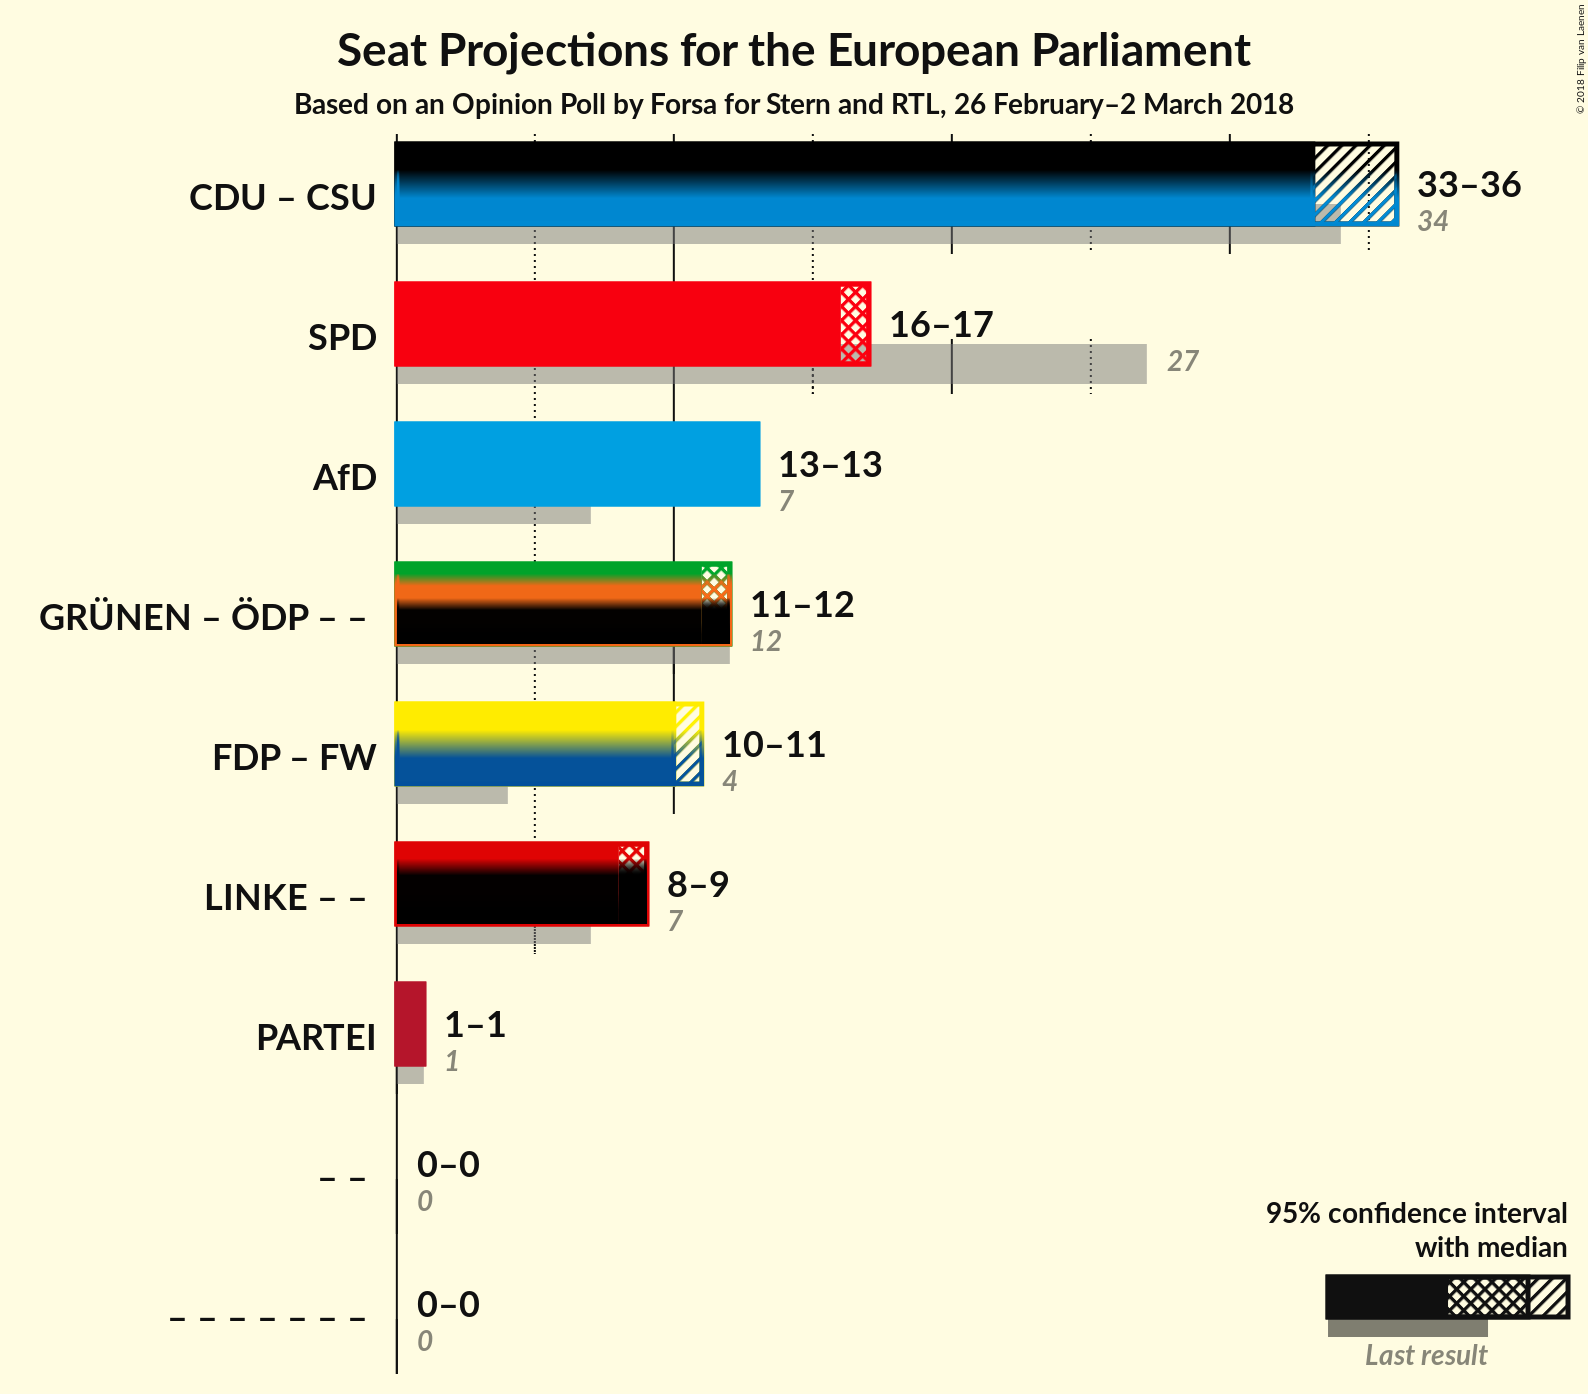 Seat Projections for the European Parliament
Based on an Opinion Poll by Forsa for Stern and RTL, 26 February–2 March 2018
© 2018 Filip van Laenen
CDU – CSU
33–36
34
SPD
16–17
27
AfD
13–13
7
GRÜNEN – ÖDP – –
11–12
12
FDP – FW
10–11
4
LINKE – –
8–9
7
PARTEI
1–1
1
– –
0–0
0
– – – – – – –
0–0
0
95% confidence interval
with median
Last result